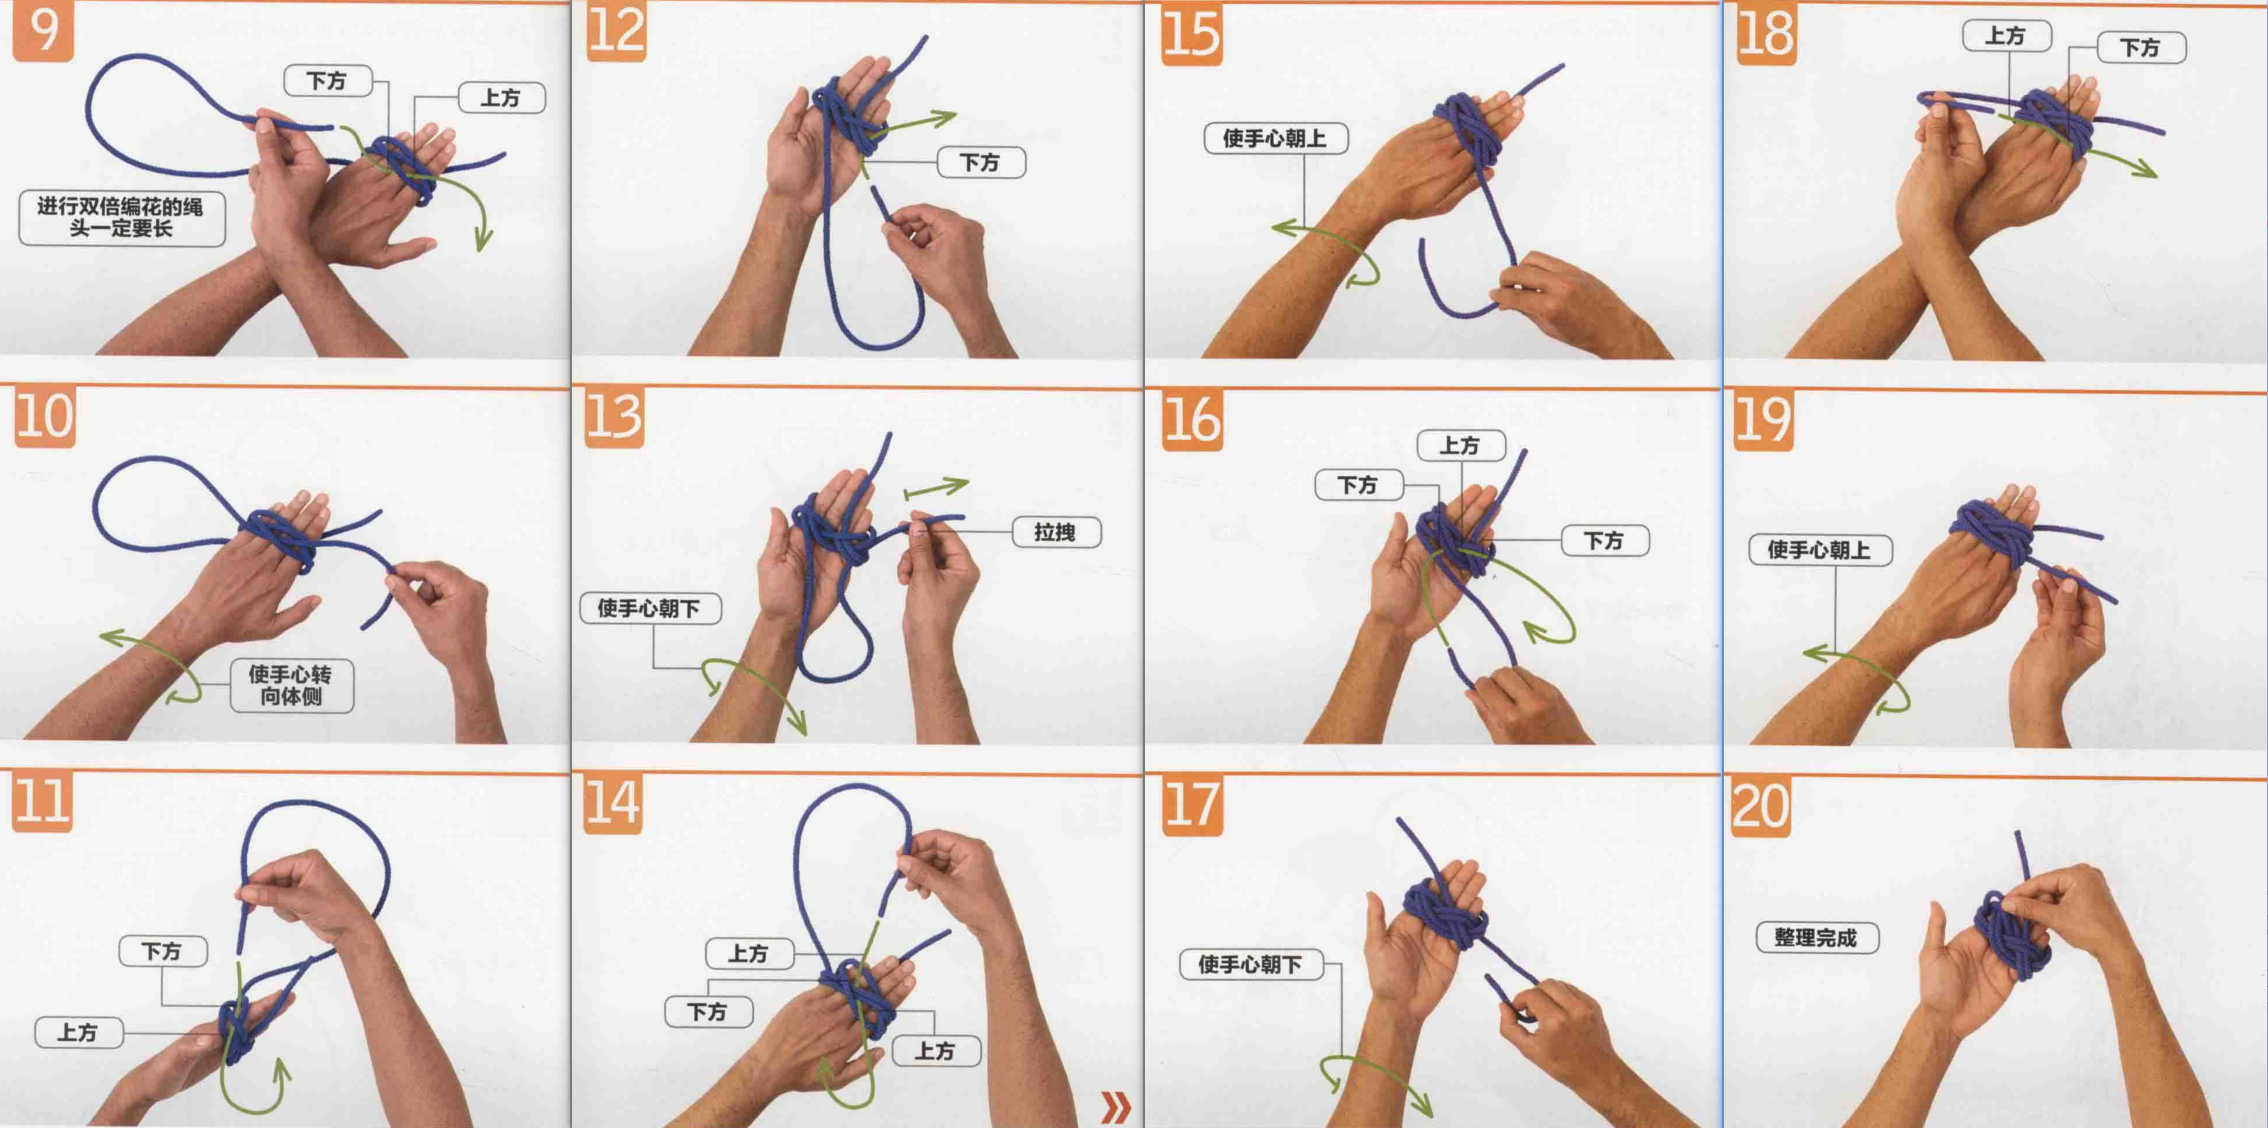 9
下方
上方
进行双倍编花的绳
头一定要长
10
使手心转
向体侧
11
下方
上方
12
下方
13
拉拽
使手心朝下
14
上方
下方
上方
15
使手心朝上
16
上方
下方
下方
17
使手心朝下
18
上方
下方
19
使手心朝上
20
整理完成